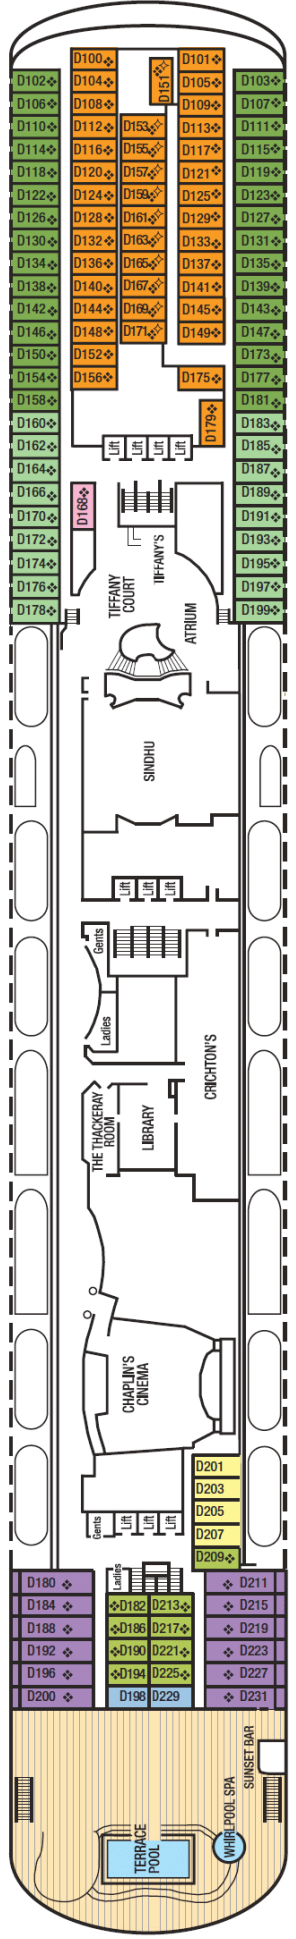 D100 D151 D101
D102 D104 D105 D103
D106 D108 D109 D107
D110 D112 D153 D113 D111
D114 D116 D155 D117 D115
D118 D120 D157 D121 D119
D122 D124 D159 D125 D123
D126 D128 D161 D129 D127
D130 D132 D163 D133 D131
D134 D136 D165 D137 D135
D138 D140 D167 D141 D139
D142 D144 D169 D145 D143
D146 D148 D171 D149 D147
D150 D152 D173
D154 D156 D175 D177
D158 D179 D181
D160 D183
D162 Lift Lift Lift Lift D185
D164 D187
D166 D168 D189
D170 D191
D172 TIFFANY'S D193
D174 D195
D176 TIFFANY D197
COURT
D178 ATRIUM D199
SINDHU
Lift Lift Lift
Gents
Ladies
CRICHTON'S
THE THACKERAY
ROOM
LIBRARY
CHAPLIN'S
CINEMA
D201
D203
D205
Gents Lift Lift Lift D207
D209
D180 Ladies D211
D184 D182 D213 D215
D188 D186 D217 D219
D192 D190 D221 D223
D196 D194 D225 D227
D200 D198 D229 D231
SUNSET BAR
WHIRLPOOL SPA
TERRACE
POOL